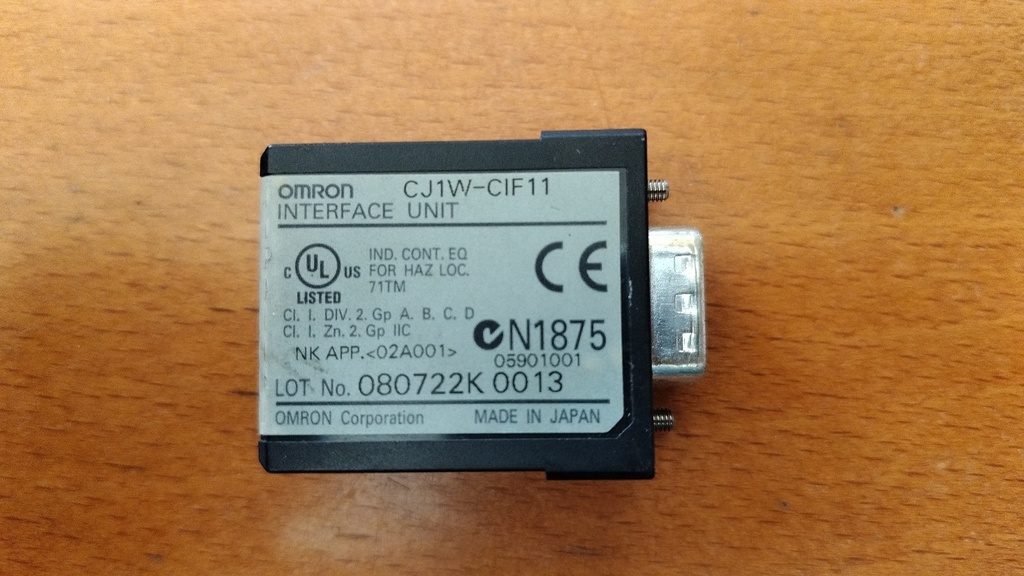 OMRON CJ1W-CIF11
INTERFACE UNIT
C UL US LISTED
IND. CONT. EQ
FOR HAZ LOC.
71TM
CE
Cl. I. DIV. 2. Gp A. B. C. D
Cl. I. Zn. 2. Gp IIC
N1875
NK APP.<02A001>
05901001
LOT No. 080722K 0013
OMRON Corporation MADE IN JAPAN